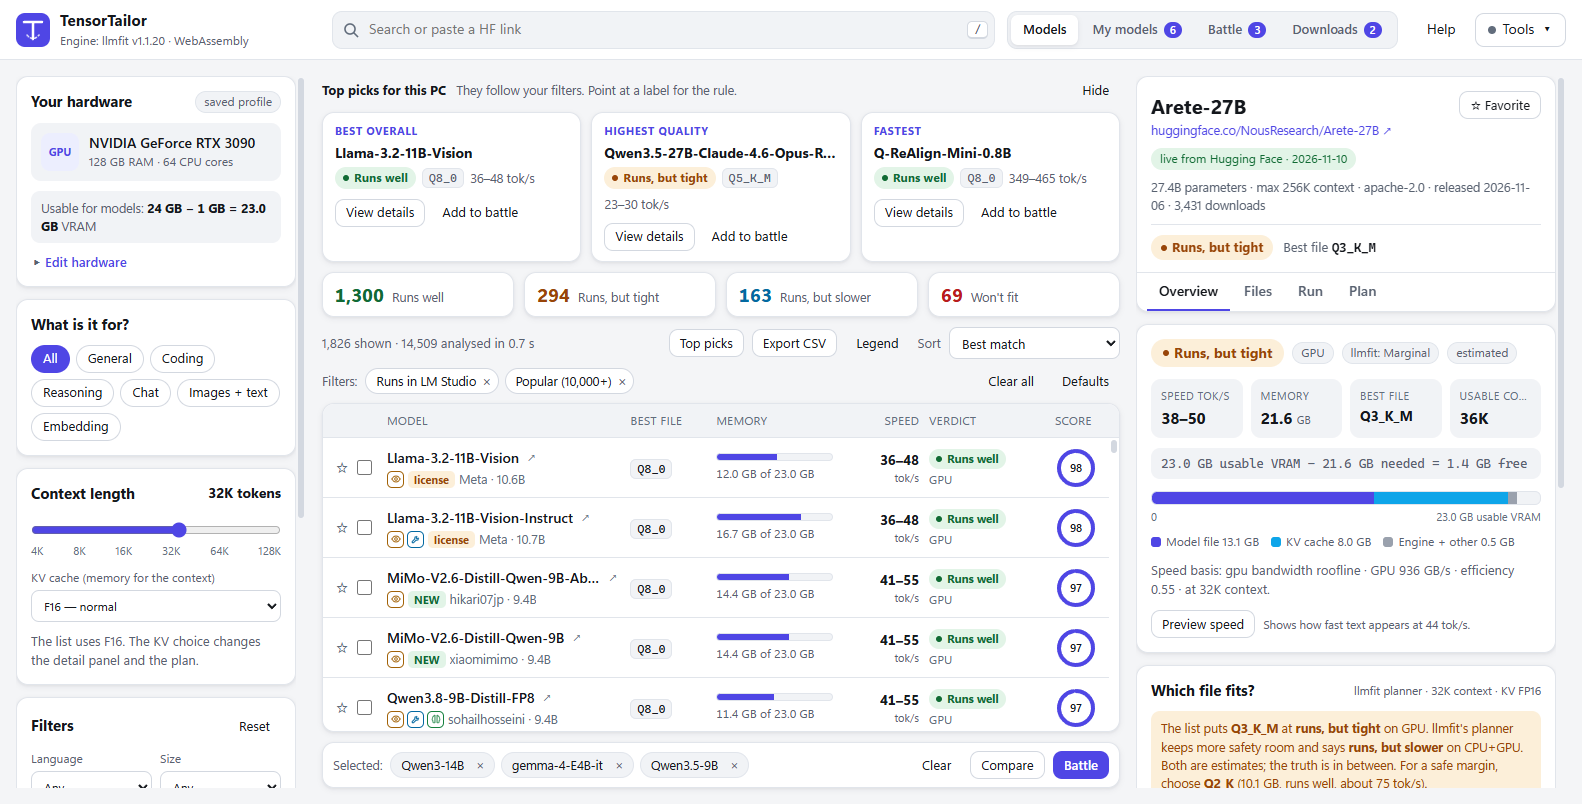 TensorTailor
Engine: llmfit v1.1.20 · WebAssembly
Search or paste a HF link
/
Models
My models 6
Battle 3
Downloads 2
Help
Tools
Your hardware
saved profile
GPU
NVIDIA GeForce RTX 3090
128 GB RAM · 64 CPU cores
Usable for models: 24 GB − 1 GB = 23.0
GB VRAM
Edit hardware
What is it for?
All
General
Coding
Reasoning
Chat
Images + text
Embedding
Context length
32K tokens
4K 8K 16K 32K 64K 128K
KV cache (memory for the context)
F16 — normal
The list uses F16. The KV choice changes
the detail panel and the plan.
Filters
Reset
Language
Size
Any
Any
Top picks for this PC
They follow your filters. Point at a label for the rule.
Hide
BEST OVERALL
Llama-3.2-11B-Vision
Runs well Q8_0 36–48 tok/s
View details
Add to battle
HIGHEST QUALITY
Qwen3.5-27B-Claude-4.6-Opus-R...
Runs, but tight Q5_K_M
23–30 tok/s
View details
Add to battle
FASTEST
Q-ReAlign-Mini-0.8B
Runs well Q8_0 349–465 tok/s
View details
Add to battle
1,300 Runs well
294 Runs, but tight
163 Runs, but slower
69 Won't fit
1,826 shown · 14,509 analysed in 0.7 s
Top picks
Export CSV
Legend
Sort
Best match
Filters:
Runs in LM Studio ×
Popular (10,000+) ×
Clear all
Defaults
MODEL BEST FILE MEMORY SPEED VERDICT SCORE
☆ Llama-3.2-11B-Vision ↗
license Meta · 10.6B
Q8_0
12.0 GB of 23.0 GB
36–48
tok/s
Runs well
GPU
98
☆ Llama-3.2-11B-Vision-Instruct ↗
license Meta · 10.7B
Q8_0
16.7 GB of 23.0 GB
36–48
tok/s
Runs well
GPU
98
☆ MiMo-V2.6-Distill-Qwen-9B-Ab... ↗
NEW hikari07jp · 9.4B
Q8_0
14.4 GB of 23.0 GB
41–55
tok/s
Runs well
GPU
97
☆ MiMo-V2.6-Distill-Qwen-9B ↗
NEW xiaomimimo · 9.4B
Q8_0
14.4 GB of 23.0 GB
41–55
tok/s
Runs well
GPU
97
☆ Qwen3.8-9B-Distill-FP8 ↗
sohailhosseini · 9.4B
Q8_0
11.4 GB of 23.0 GB
41–55
tok/s
Runs well
GPU
97
Selected:
Qwen3-14B ×
gemma-4-E4B-it ×
Qwen3.5-9B ×
Clear
Compare
Battle
Arete-27B
☆ Favorite
huggingface.co/NousResearch/Arete-27B ↗
live from Hugging Face · 2026-11-10
27.4B parameters · max 256K context · apache-2.0 · released 2026-11-
06 · 3,431 downloads
Runs, but tight
Best file Q3_K_M
Overview
Files
Run
Plan
Runs, but tight
GPU
llmfit: Marginal
estimated
SPEED TOK/S
38–50
MEMORY
21.6 GB
BEST FILE
Q3_K_M
USABLE CO...
36K
23.0 GB usable VRAM − 21.6 GB needed = 1.4 GB free
0
23.0 GB usable VRAM
Model file 13.1 GB
KV cache 8.0 GB
Engine + other 0.5 GB
Speed basis: gpu bandwidth roofline · GPU 936 GB/s · efficiency
0.55 · at 32K context.
Preview speed
Shows how fast text appears at 44 tok/s.
Which file fits?
llmfit planner · 32K context · KV FP16
The list puts Q3_K_M at runs, but tight on GPU. llmfit's planner
keeps more safety room and says runs, but slower on CPU+GPU.
Both are estimates; the truth is in between. For a safe margin,
choose Q2_K (10.1 GB, runs well, about 75 tok/s).